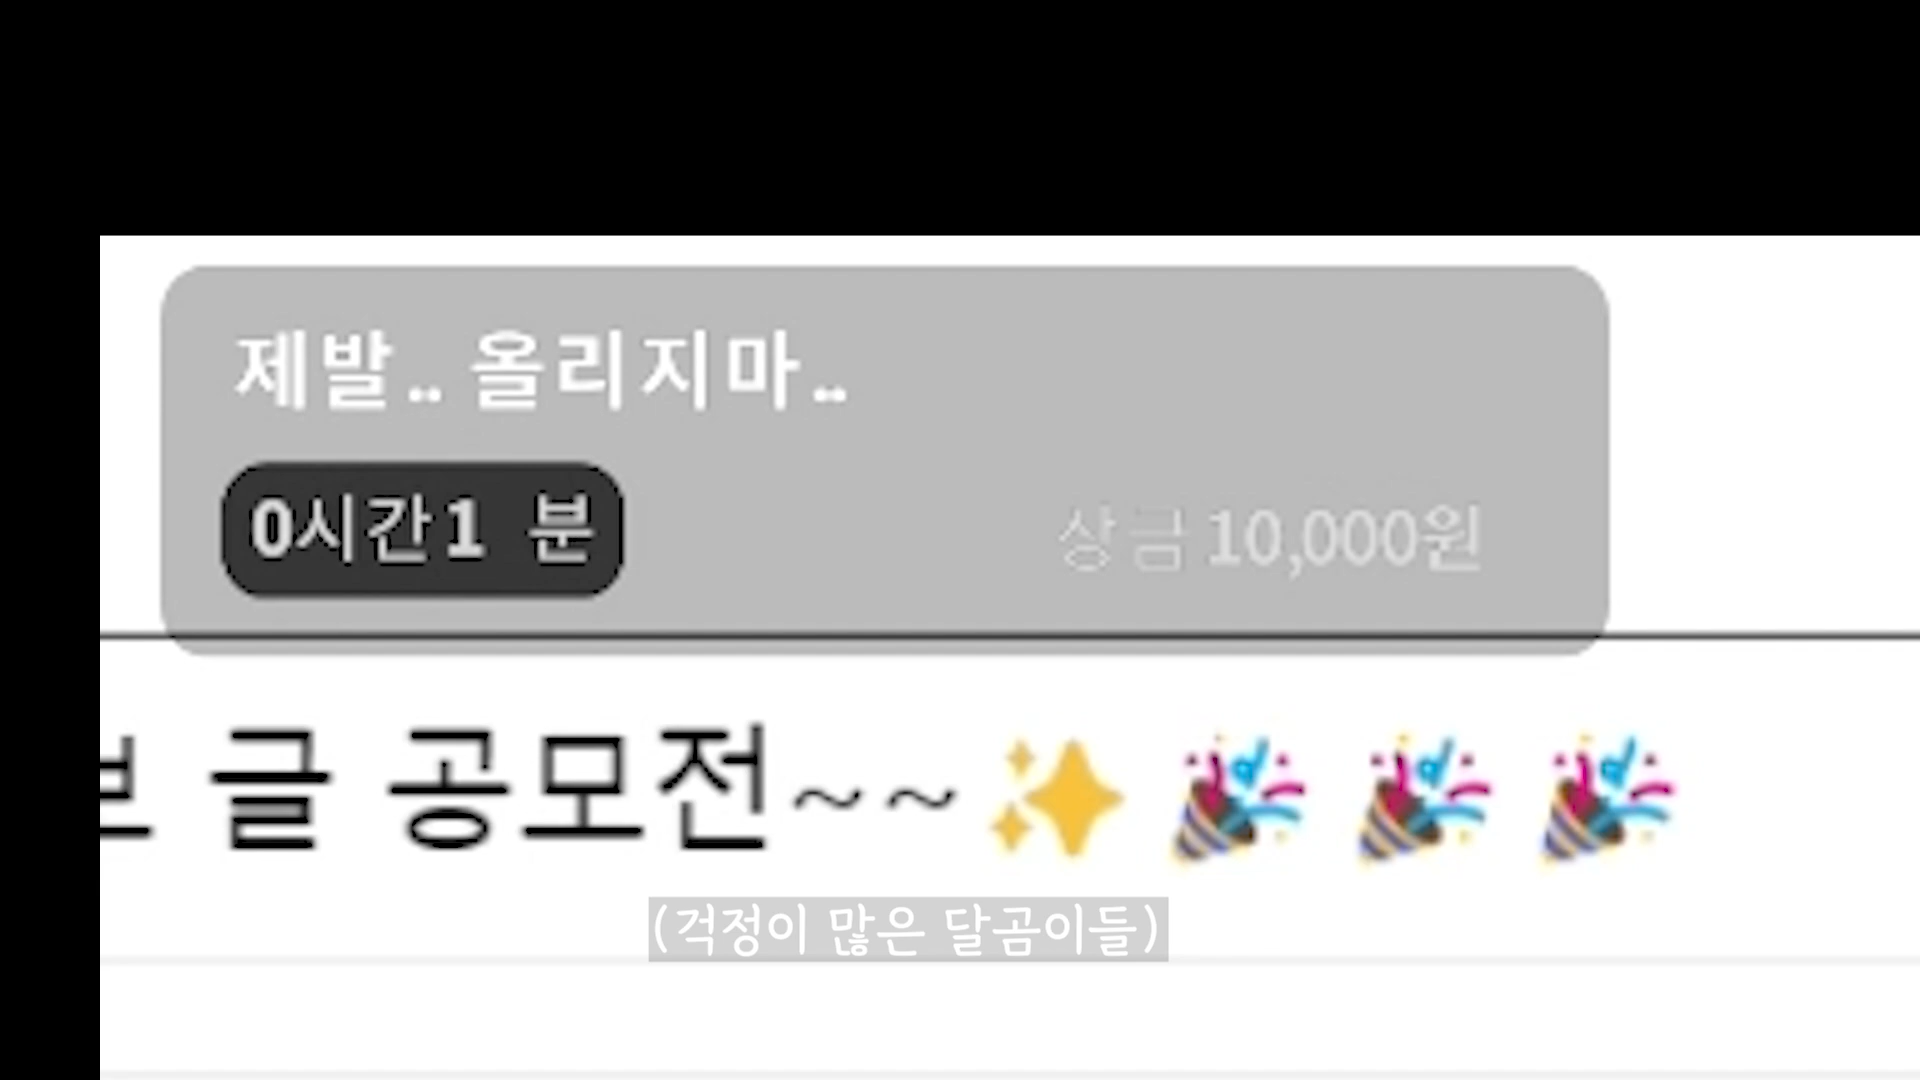 제발.. 올리지마..
0시간1 분
상금 10,000원
글 공모전~~✨🎉🎉🎉
(걱정이 많은 달곰이들)